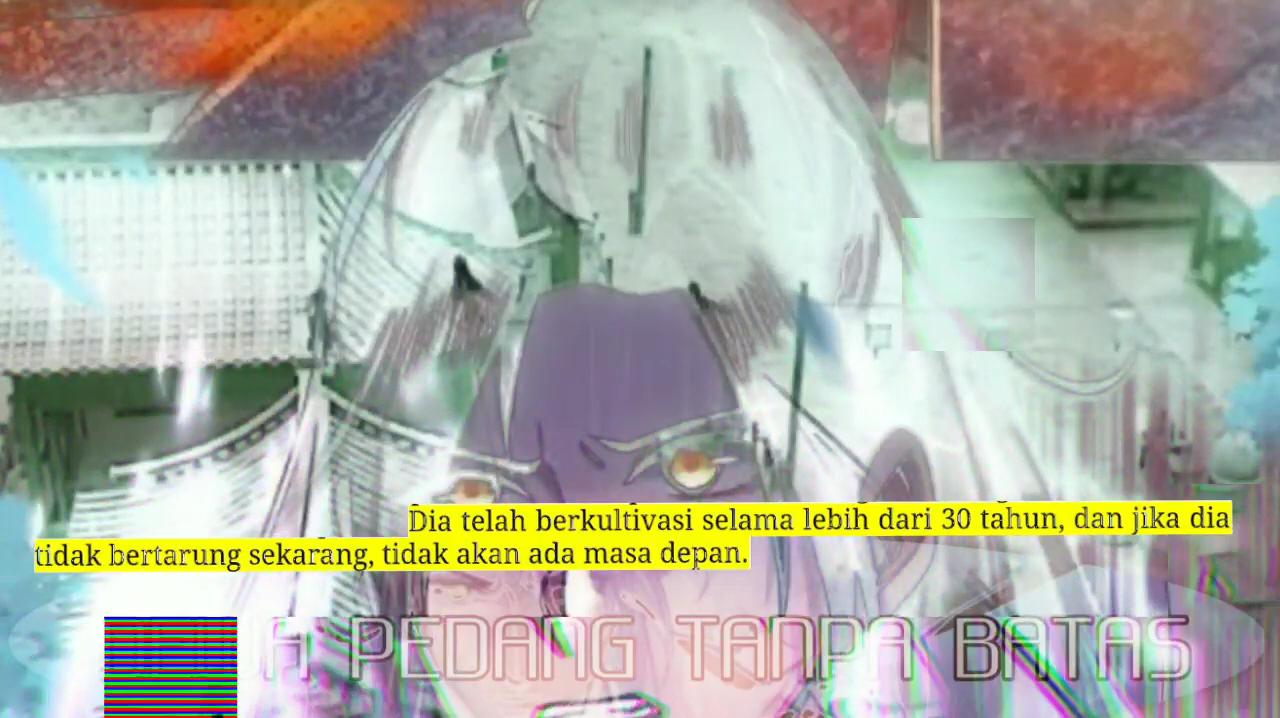 Dia telah berkultivasi selama lebih dari 30 tahun, dan jika dia
tidak bertarung sekarang, tidak akan ada masa depan.
PEDANG TANPA BATAS